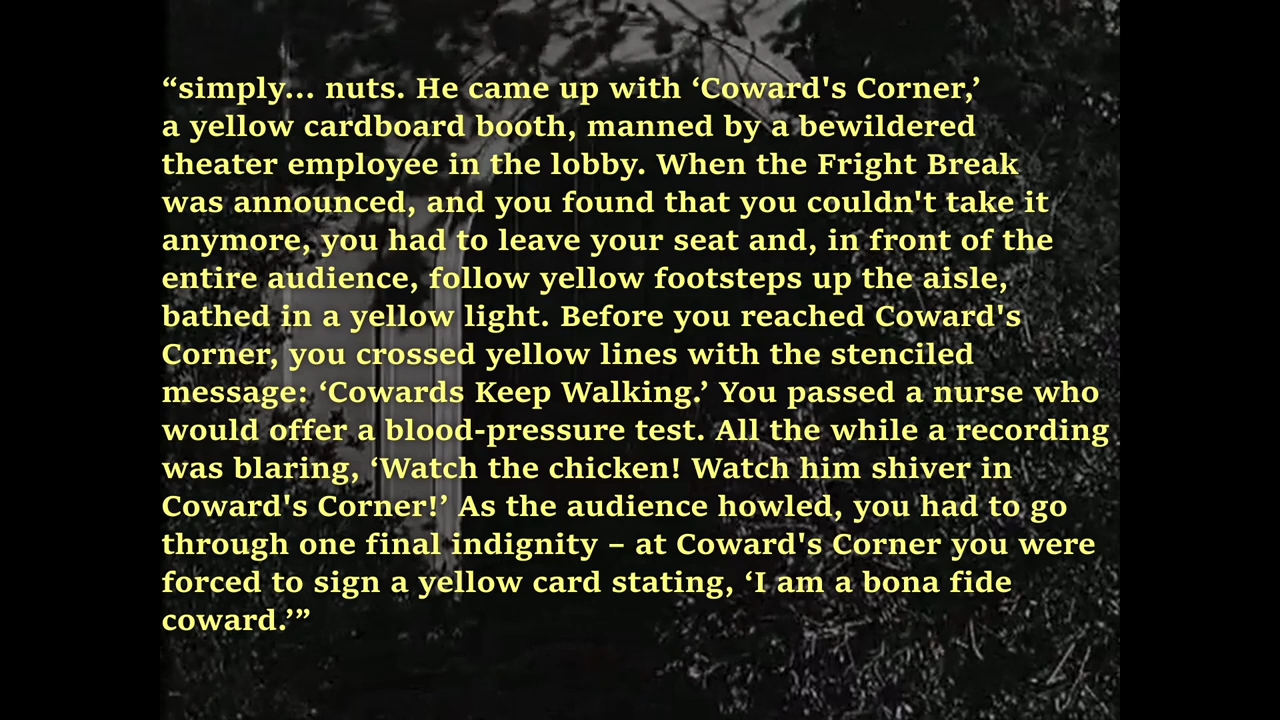 “simply... nuts. He came up with ‘Coward's Corner,’
a yellow cardboard booth, manned by a bewildered
theater employee in the lobby. When the Fright Break
was announced, and you found that you couldn't take it
anymore, you had to leave your seat and, in front of the
entire audience, follow yellow footsteps up the aisle,
bathed in a yellow light. Before you reached Coward's
Corner, you crossed yellow lines with the stenciled
message: ‘Cowards Keep Walking.’ You passed a nurse who
would offer a blood-pressure test. All the while a recording
was blaring, ‘Watch the chicken! Watch him shiver in
Coward's Corner!’ As the audience howled, you had to go
through one final indignity – at Coward's Corner you were
forced to sign a yellow card stating, ‘I am a bona fide
coward.’”